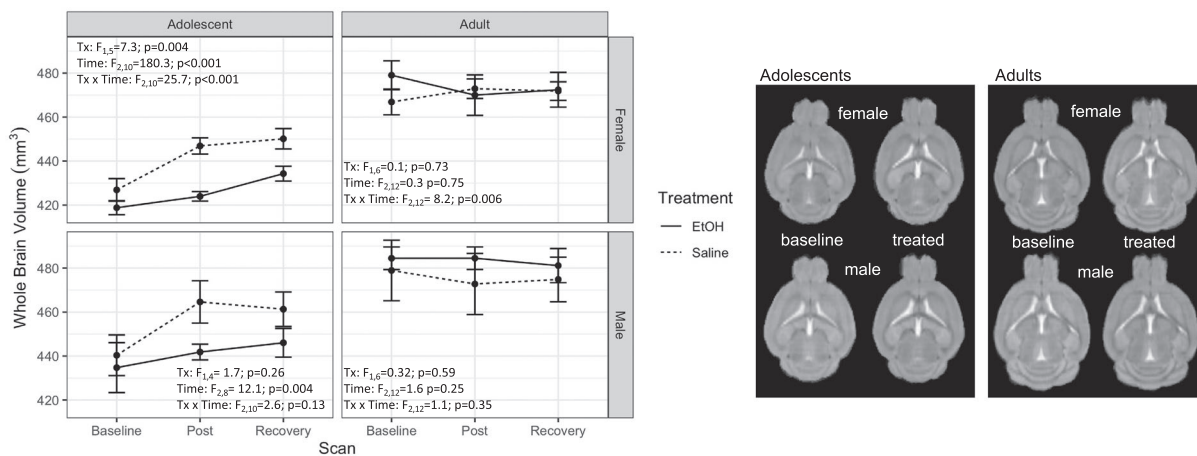 Adolescent
Adult
Tx: F1,5=7.3; p=0.004
Time: F2,10=180.3; p<0.001
Tx x Time: F2,10=25.7; p<0.001
480
460
440
420
Tx: F1,6=0.1; p=0.73
Time: F2,12=0.3 p=0.75
Tx x Time: F2,12= 8.2; p=0.006
Female
480
460
440
420
Tx: F1,4= 1.7; p=0.26
Time: F2,8= 12.1; p=0.004
Tx x Time: F2,10=2.6; p=0.13
Tx: F1,6=0.32; p=0.59
Time: F2,12=1.6 p=0.25
Tx x Time: F2,12=1.1; p=0.35
Male
Whole Brain Volume (mm³)
Baseline Post Recovery
Baseline Post Recovery
Scan
Treatment
EtOH
Saline
Adolescents
female
baseline treated
male
Adults
female
baseline treated
male